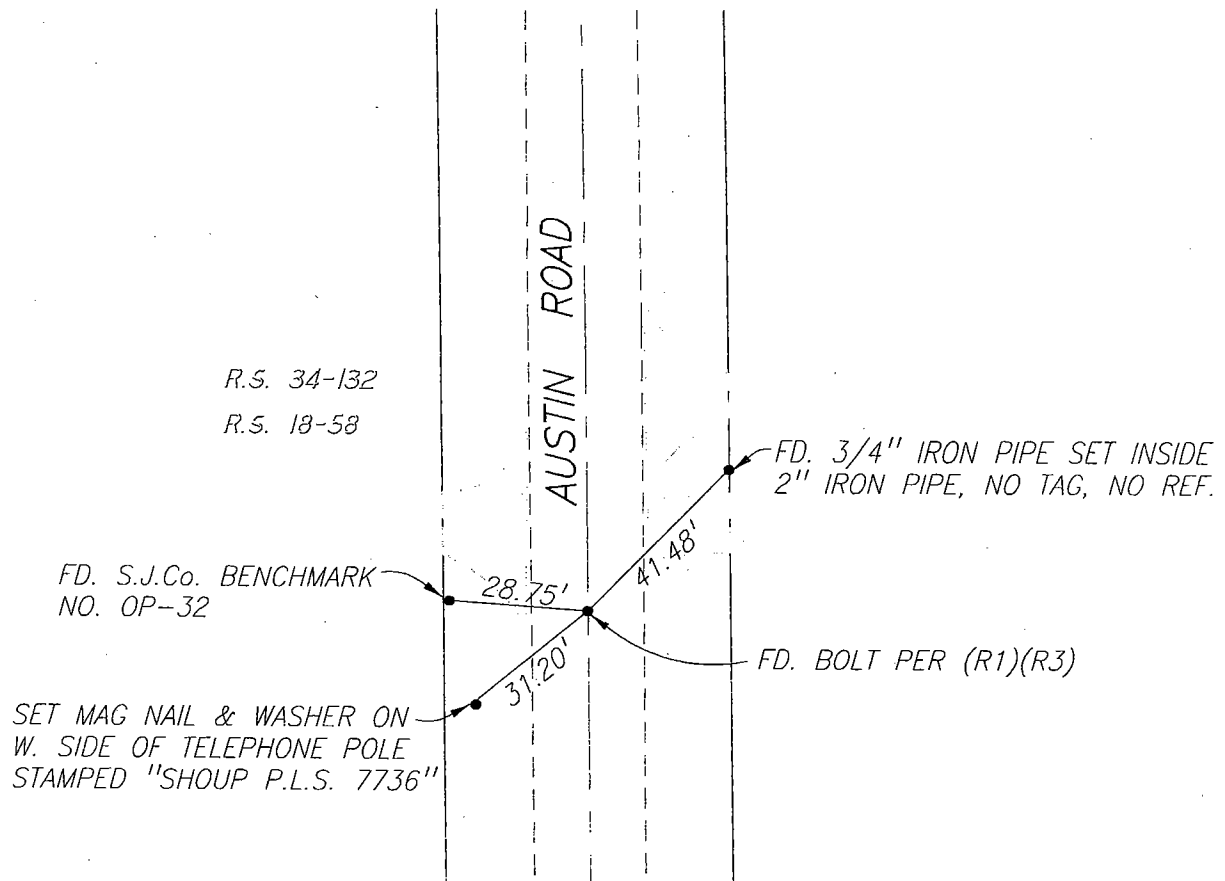 AUSTIN ROAD
R.S. 34-132
R.S. 18-58
FD. 3/4" IRON PIPE SET INSIDE
2" IRON PIPE, NO TAG, NO REF.
41.48'
FD. S.J.Co. BENCHMARK
NO. OP-32
28.75'
31.20'
FD. BOLT PER (R1)(R3)
SET MAG NAIL & WASHER ON
W. SIDE OF TELEPHONE POLE
STAMPED "SHOUP P.L.S. 7736"